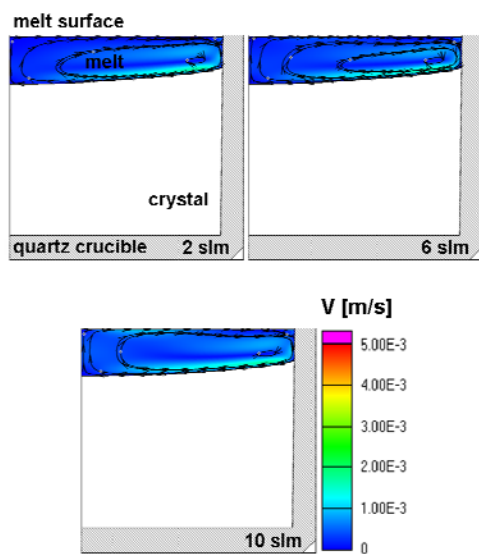 melt surface
melt
crystal
quartz crucible 2 slm
6 slm
V [m/s]
5.00E-3
4.00E-3
3.00E-3
2.00E-3
1.00E-3
0
10 slm